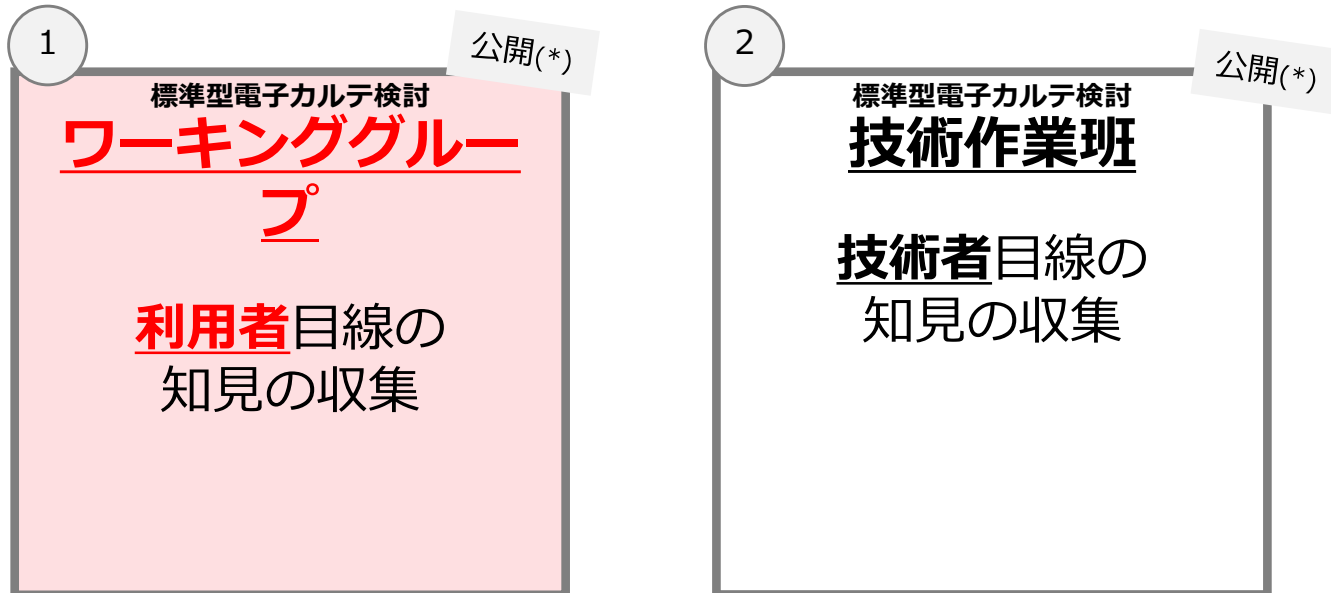 1
公開(*)
標準型電子カルテ検討
ワーキンググルー
プ
利用者目線の
知見の収集
2
公開(*)
標準型電子カルテ検討
技術作業班
技術者目線の
知見の収集